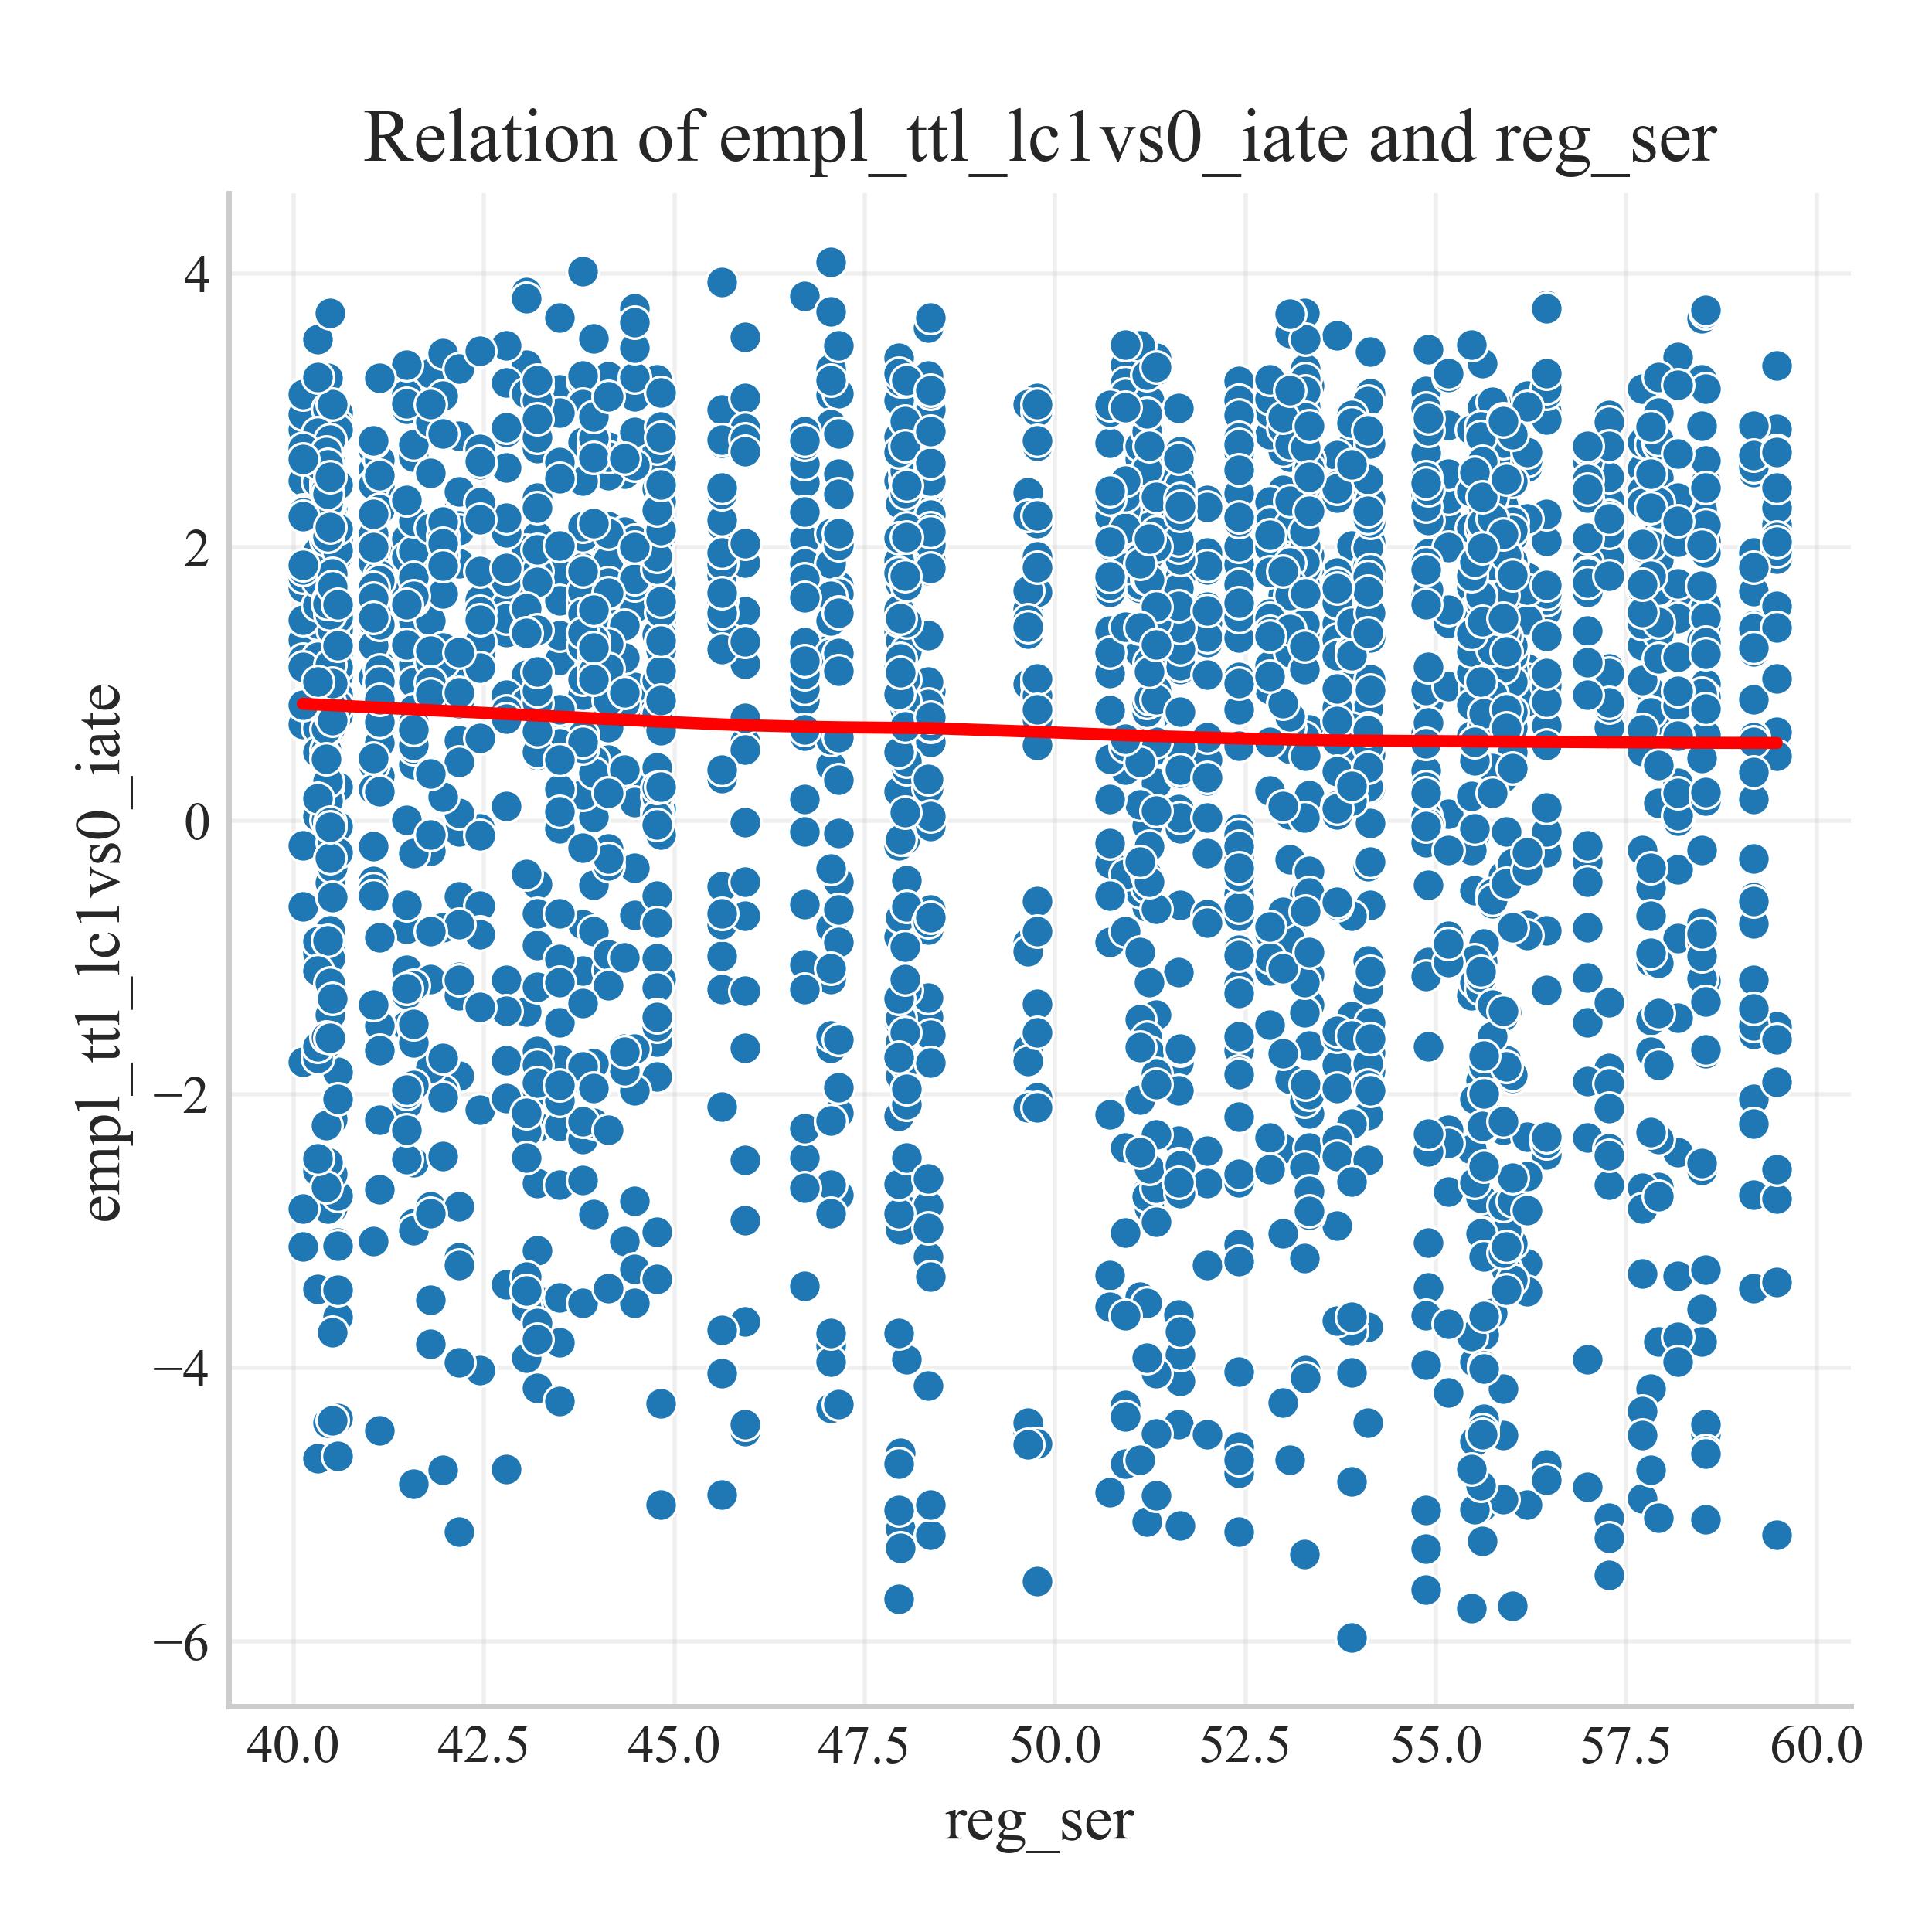 Relation of empl_ttl_lc1vs0_iate and reg_ser
empl_ttl_lc1vs0_iate
4
2
0
−2
−4
−6
40.0 42.5 45.0 47.5 50.0 52.5 55.0 57.5 60.0
reg_ser